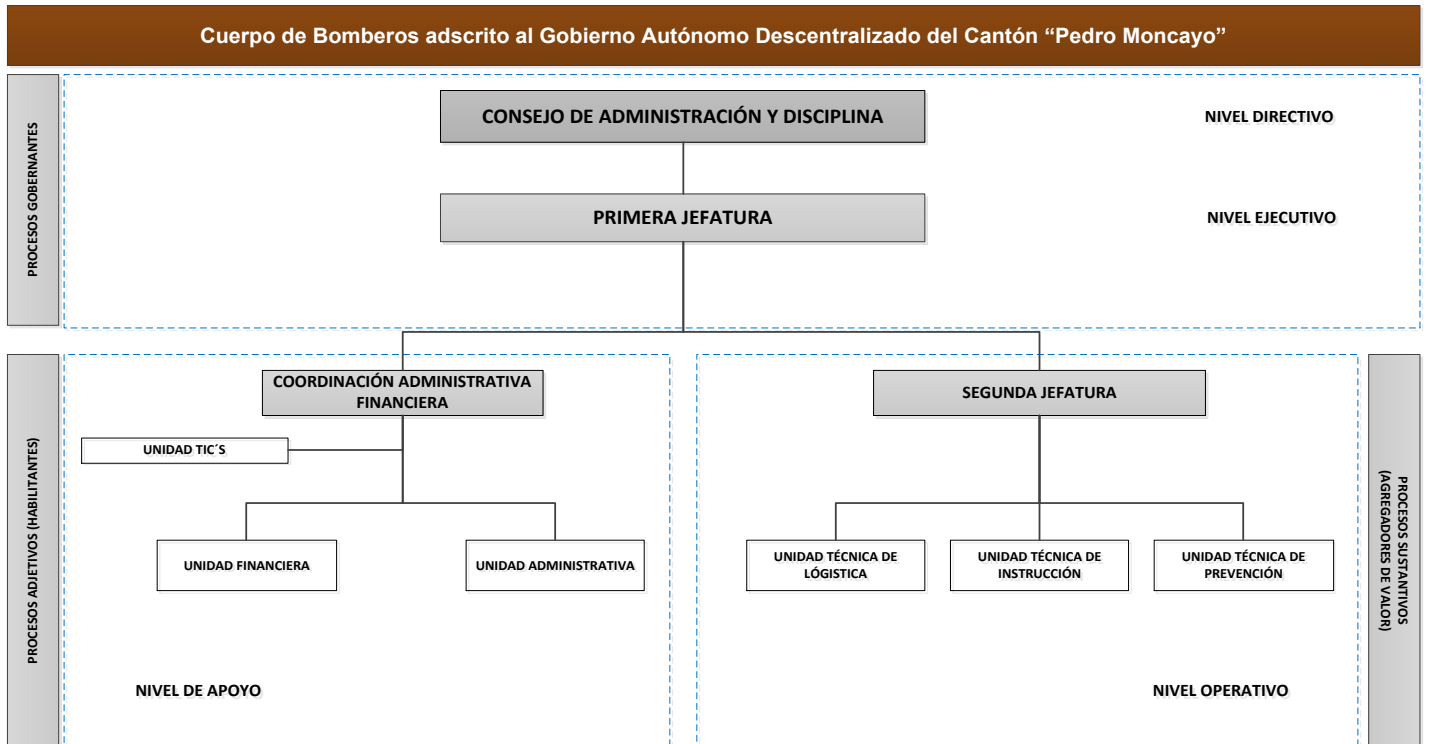 Cuerpo de Bomberos adscrito al Gobierno Autónomo Descentralizado del Cantón “Pedro Moncayo”
PROCESOS GOBERNANTES
CONSEJO DE ADMINISTRACIÓN Y DISCIPLINA
NIVEL DIRECTIVO
PRIMERA JEFATURA
NIVEL EJECUTIVO
PROCESOS ADJETIVOS (HABILITANTES)
COORDINACIÓN ADMINISTRATIVA
FINANCIERA
UNIDAD TIC´S
UNIDAD FINANCIERA
UNIDAD ADMINISTRATIVA
NIVEL DE APOYO
SEGUNDA JEFATURA
UNIDAD TÉCNICA DE
LÓGISTICA
UNIDAD TÉCNICA DE
INSTRUCCIÓN
UNIDAD TÉCNICA DE
PREVENCIÓN
NIVEL OPERATIVO
PROCESOS SUSTANTIVOS
(AGREGADORES DE VALOR)